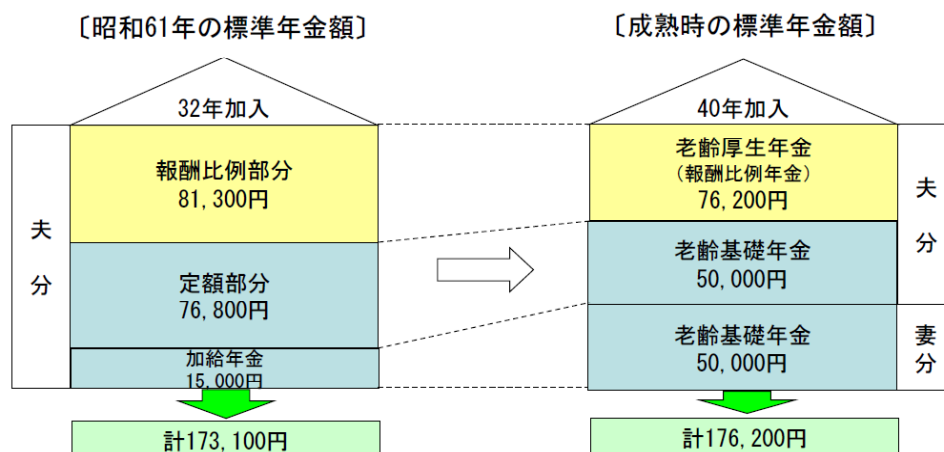 〔昭和61年の標準年金額〕
32年加入
夫分
報酬比例部分
81,300円
定額部分
76,800円
加給年金
15,000円
計173,100円
〔成熟時の標準年金額〕
40年加入
老齢厚生年金
(報酬比例年金)
76,200円
老齢基礎年金
50,000円
夫分
老齢基礎年金
50,000円
妻分
計176,200円